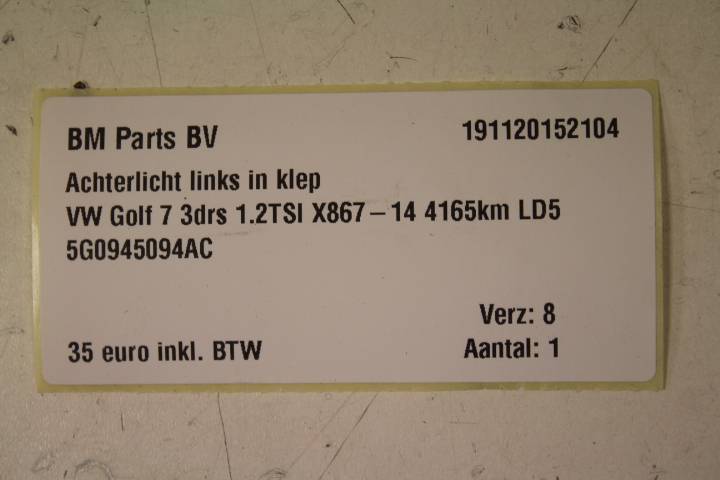 BM Parts BV 191120152104
Achterlicht links in klep
VW Golf 7 3drs 1.2TSI X867-14 4165km LD5
5G0945094AC
Verz: 8
35 euro inkl. BTW Aantal: 1